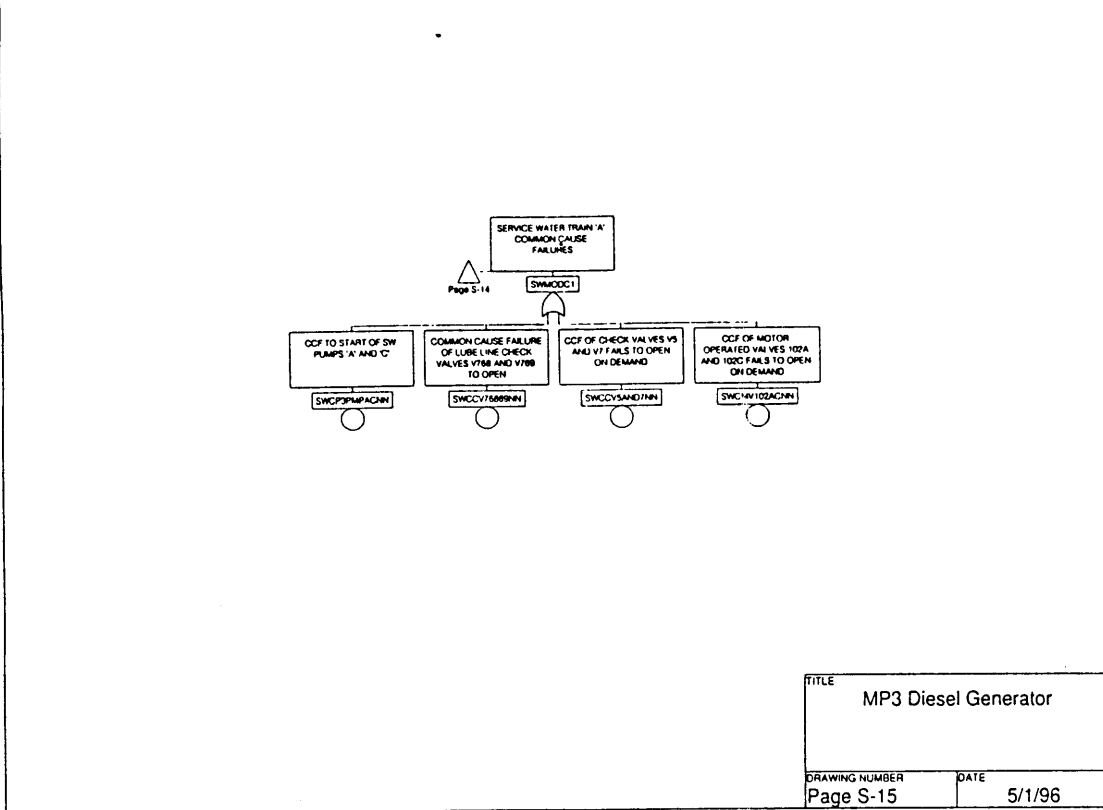 SERVICE WATER TRAIN 'A'
COMMON CAUSE
FAILURES
Page S-14
SWMODC1
CCF TO START OF SW
PUMPS 'A' AND 'C'
SWCP3PMPACNN
COMMON CAUSE FAILURE
OF LUBE LINE CHECK
VALVES V768 AND V769
TO OPEN
SWCCV76869NN
CCF OF CHECK VALVES V5
AND V7 FAILS TO OPEN
ON DEMAND
SWCCV5AND7NN
CCF OF MOTOR
OPERATED VALVES 102A
AND 102C FAILS TO OPEN
ON DEMAND
TITLE
MP3 Diesel Generator
DRAWING NUMBER
Page S-15
DATE
5/1/96